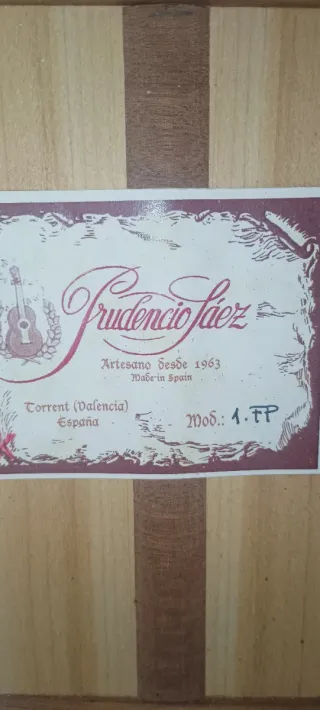 Prudencio Sáez
Artesano desde 1963
Made in Spain
Torrent (Valencia)
España
Mod.: 1.FP